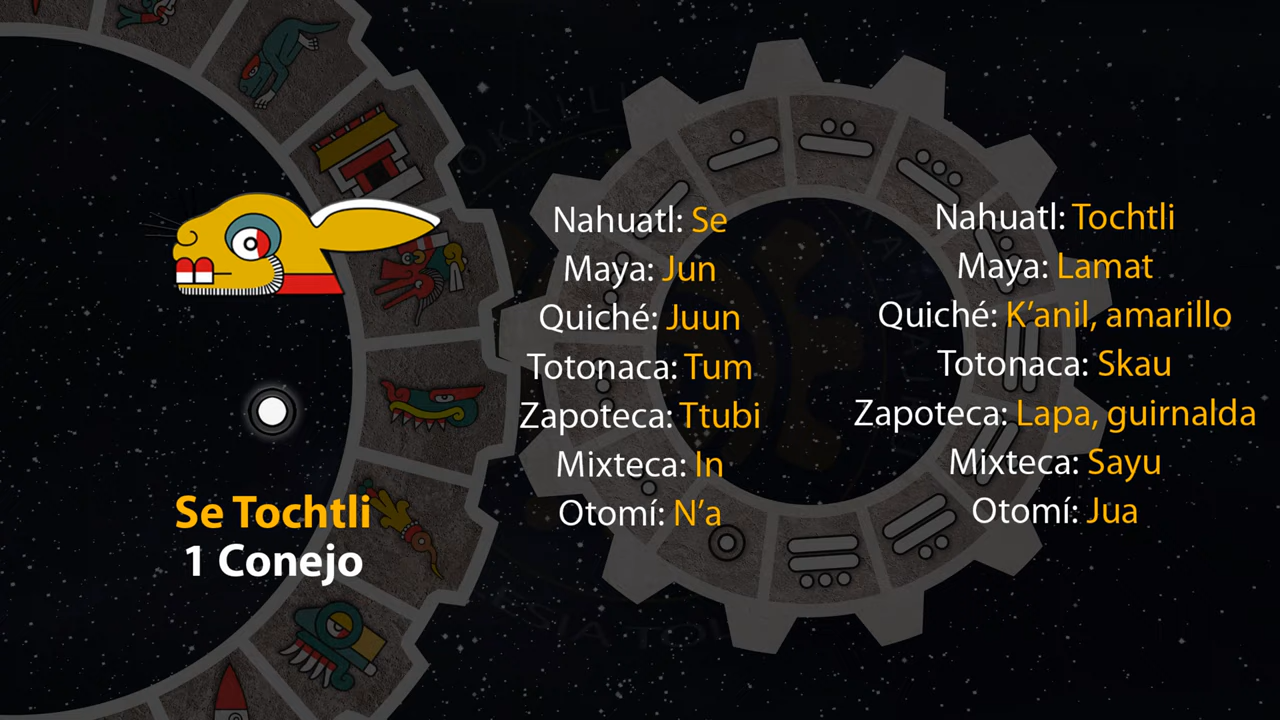 Nahuatl: Se
Maya: Jun
Quiché: Juun
Totonaca: Tum
Zapoteca: Ttubi
Mixteca: In
Otomí: N'a
Nahuatl: Tochtli
Maya: Lamat
Quiché: K'anil, amarillo
Totonaca: Skau
Zapoteca: Lapa, guirnalda
Mixteca: Sayu
Otomí: Jua
Se Tochtli
1 Conejo